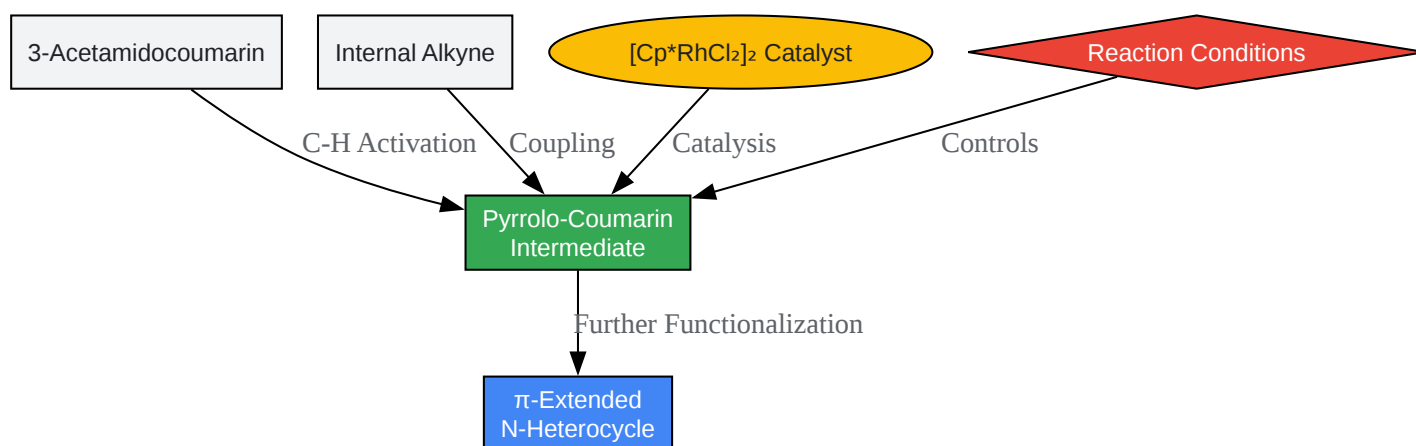 3-Acetamidocoumarin
Internal Alkyne
[Cp*RhCl₂]₂ Catalyst
Reaction Conditions
C-H Activation
Coupling
Catalysis
Controls
Pyrrolo-Coumarin
Intermediate
Further Functionalization
π-Extended
N-Heterocycle